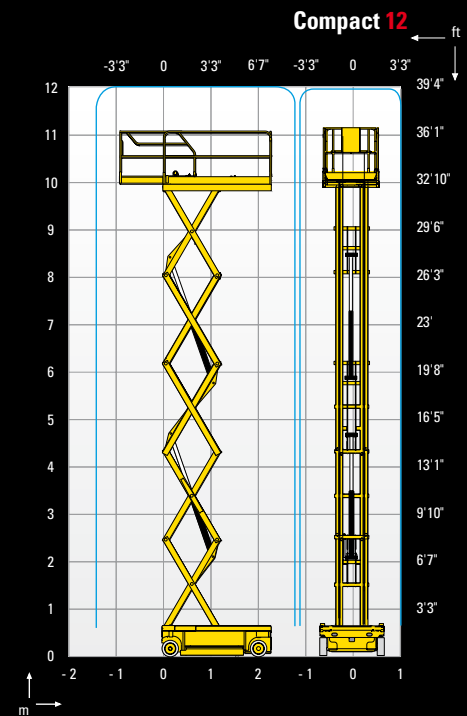 Compact 12
ft
-3'3" 0 3'3" 6'7" -3'3" 0 3'3"
12 39'4"
11 36'1"
10 32'10"
9 29'6"
8 26'3"
7 23'
6 19'8"
5 16'5"
4 13'1"
3 9'10"
2 6'7"
1 3'3"
0
- 2 - 1 0 1 2 - 1 0 1
m